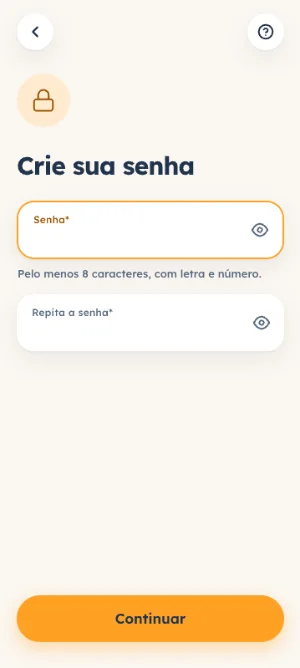 Crie sua senha
Senha*
Pelo menos 8 caracteres, com letra e número.
Repita a senha*
Continuar